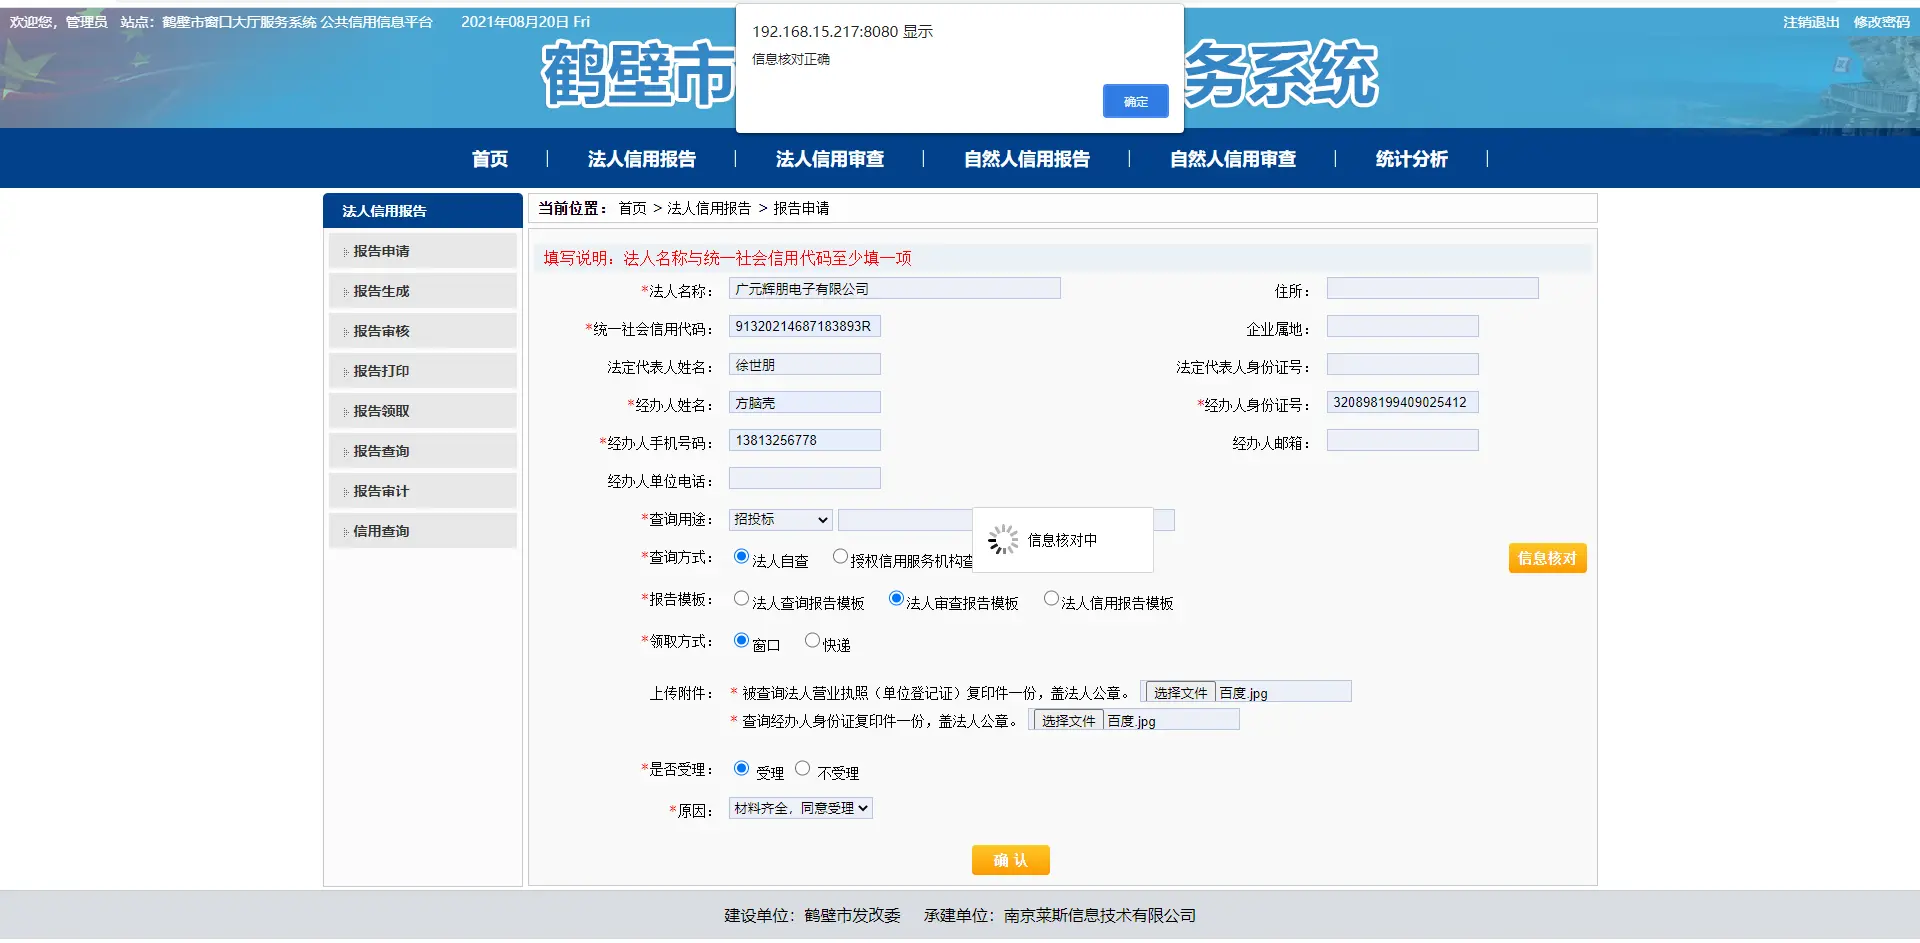 欢迎您，管理员 站点：鹤壁市窗口大厅服务系统 公共信用信息平台 2021年08月20日 Fri
注销退出 修改密码
192.168.15.217:8080 显示
信息核对正确
确定
鹤壁市
务系统
首页 | 法人信用报告 | 法人信用审查 | 自然人信用报告 | 自然人信用审查 | 统计分析 |
法人信用报告
报告申请
报告生成
报告审核
报告打印
报告领取
报告查询
报告审计
信用查询
当前位置： 首页 > 法人信用报告 > 报告申请
填写说明：法人名称与统一社会信用代码至少填一项
*法人名称： 广元辉朋电子有限公司 住所：
*统一社会信用代码： 91320214687183893R 企业属地：
法定代表人姓名： 徐世朋 法定代表人身份证号：
*经办人姓名： 方脑壳 *经办人身份证号： 320898199409025412
*经办人手机号码： 13813256778 经办人邮箱：
经办人单位电话：
*查询用途： 招投标
信息核对中
*查询方式： 法人自查 授权信用服务机构查
信息核对
*报告模板： 法人查询报告模板 法人审查报告模板 法人信用报告模板
*领取方式： 窗口 快递
上传附件： * 被查询法人营业执照（单位登记证）复印件一份，盖法人公章。 选择文件 百度.jpg
* 查询经办人身份证复印件一份，盖法人公章。 选择文件 百度.jpg
*是否受理： 受理 不受理
*原因： 材料齐全，同意受理
确 认
建设单位：鹤壁市发改委 承建单位：南京莱斯信息技术有限公司